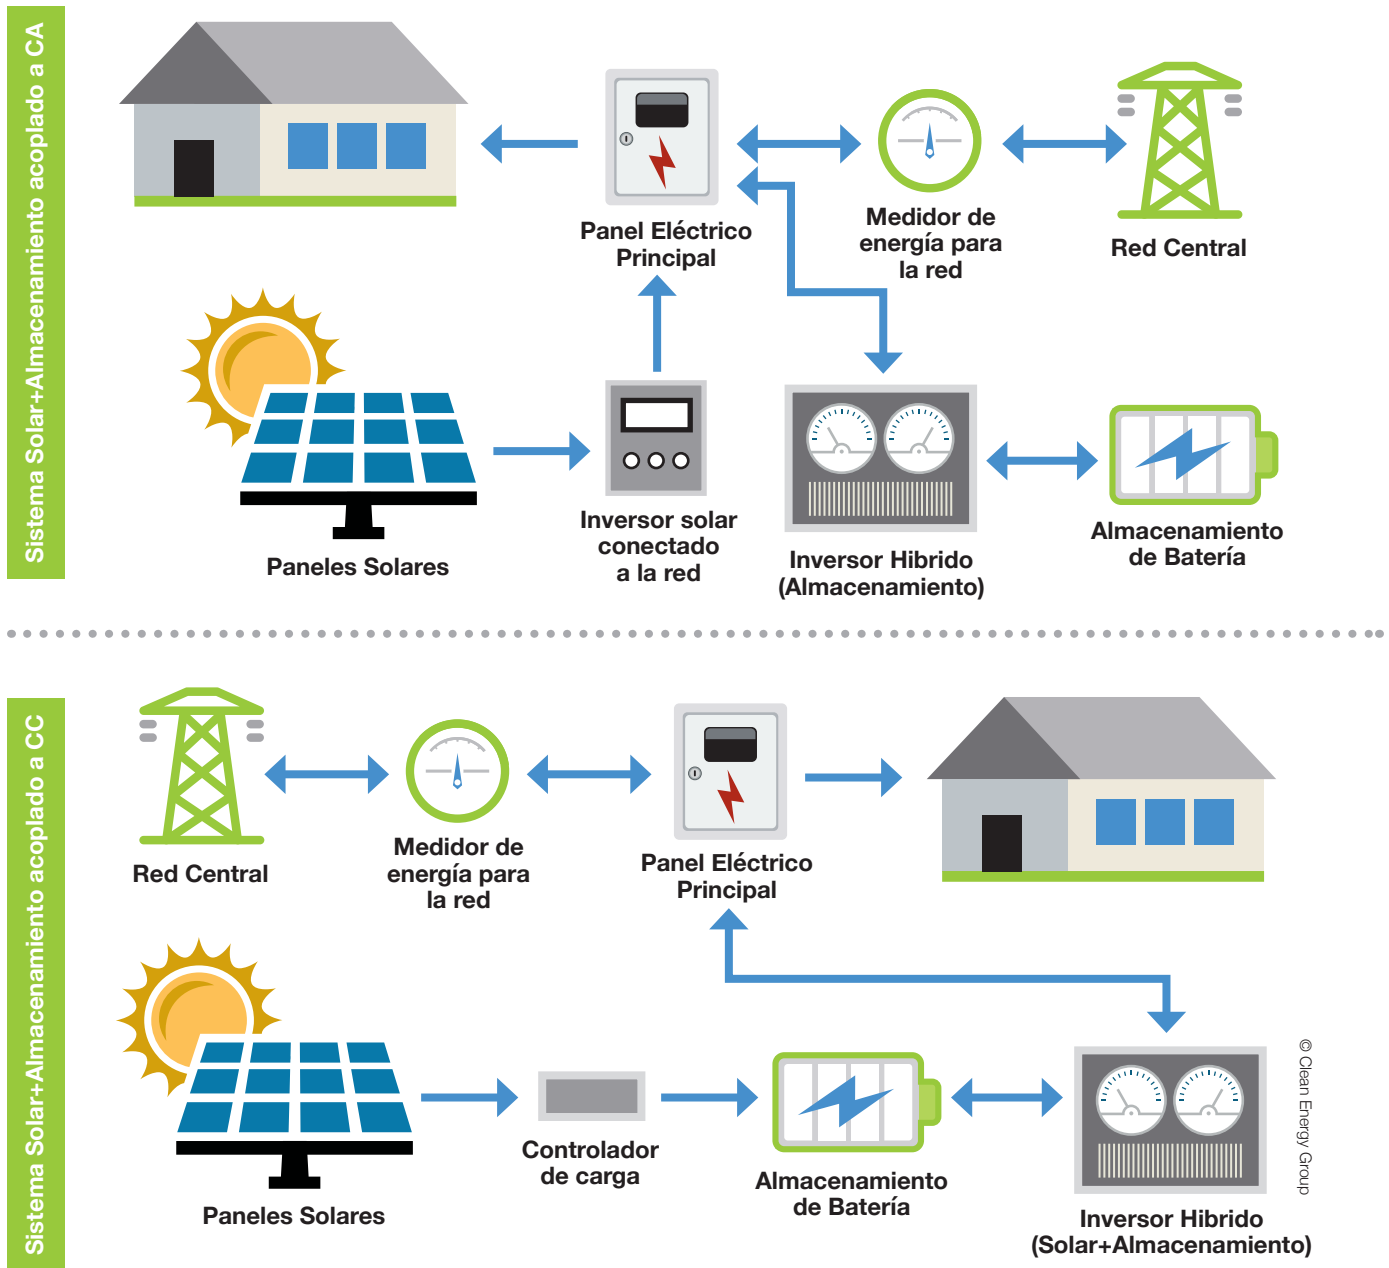 Sistema Solar+Almacenamiento acoplado a CA
Panel Eléctrico
Principal
Medidor de
energía para
la red
Red Central
Paneles Solares
Inversor solar
conectado
a la red
Inversor Hibrido
(Almacenamiento)
Almacenamiento
de Batería
Sistema Solar+Almacenamiento acoplado a CC
Red Central
Medidor de
energía para
la red
Panel Eléctrico
Principal
Paneles Solares
Controlador
de carga
Almacenamiento
de Batería
Inversor Hibrido
(Solar+Almacenamiento)
© Clean Energy Group